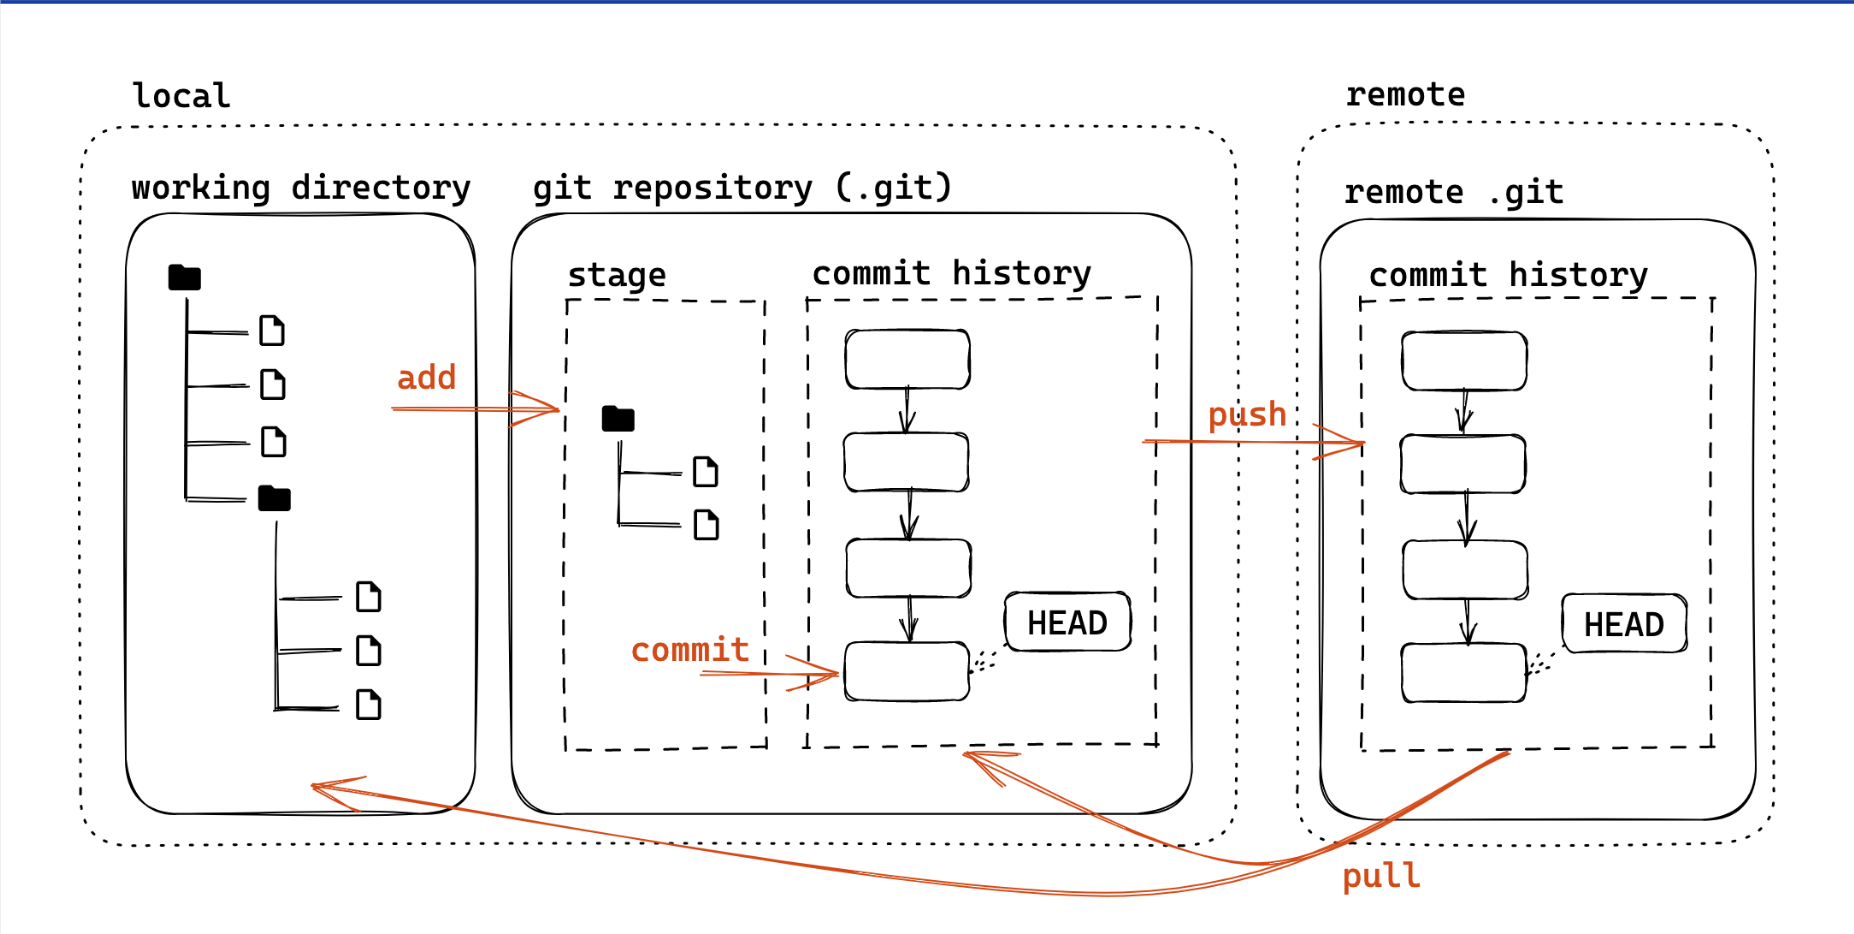 local
remote
working directory
git repository (.git)
remote .git
stage
commit history
commit history
add
push
HEAD
HEAD
commit
pull